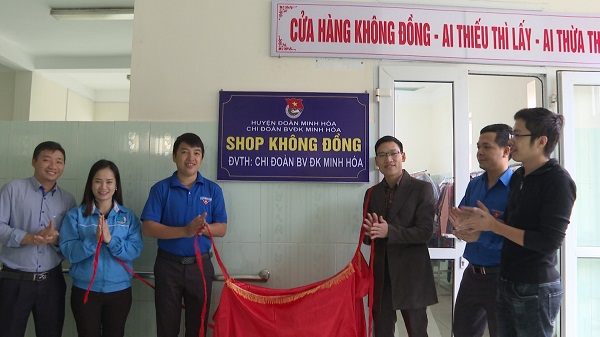 CỬA HÀNG KHÔNG ĐỒNG - AI THIẾU THÌ LẤY - AI THỪA TH
HUYỆN ĐOÀN MINH HÓA
CHI ĐOÀN BVĐK MINH HÓA
SHOP KHÔNG ĐỒNG
ĐVTH: CHI ĐOÀN BV ĐK MINH HÓA